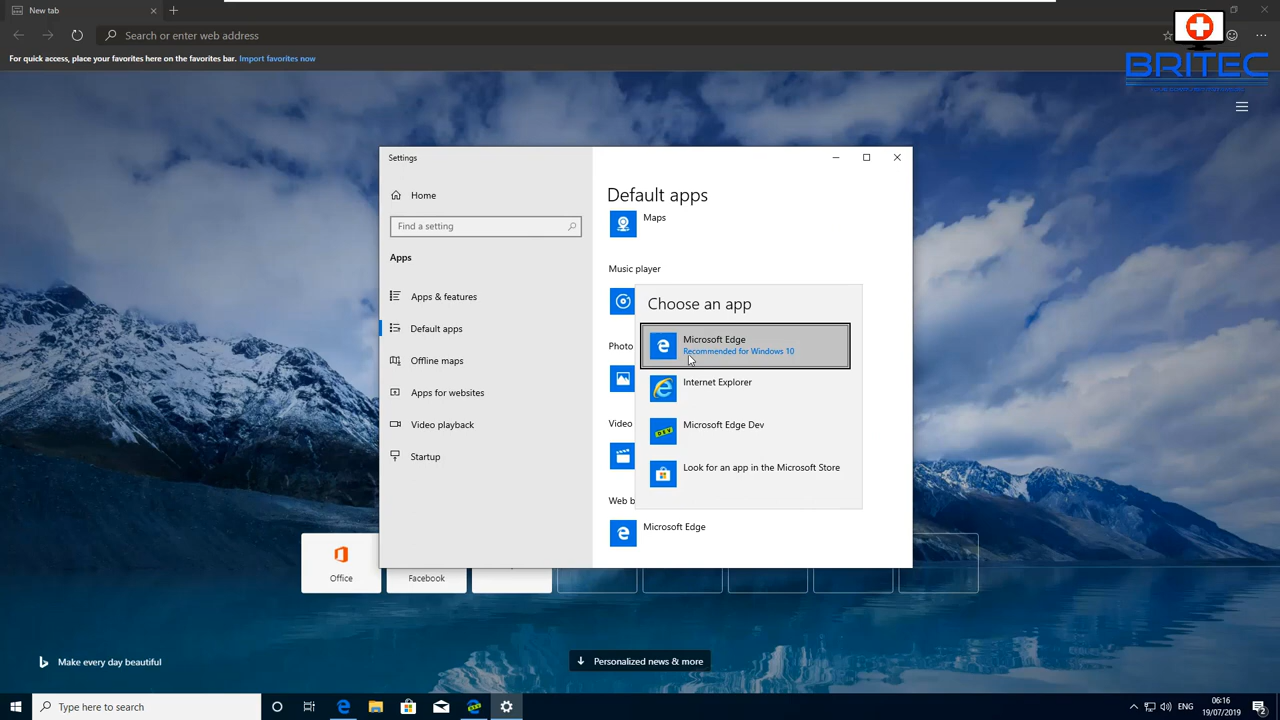 New tab
Search or enter web address
For quick access, place your favorites here on the favorites bar. Import favorites now
BRITEC
Settings
Home
Find a setting
Apps
Apps & features
Default apps
Offline maps
Apps for websites
Video playback
Startup
Default apps
Maps
Music player
Choose an app
Microsoft Edge
Recommended for Windows 10
Photo
Internet Explorer
Video
DEV
Microsoft Edge Dev
Look for an app in the Microsoft Store
Web b
Microsoft Edge
Office
Facebook
Make every day beautiful
Personalized news & more
Type here to search
ENG
06:16
19/07/2019
2